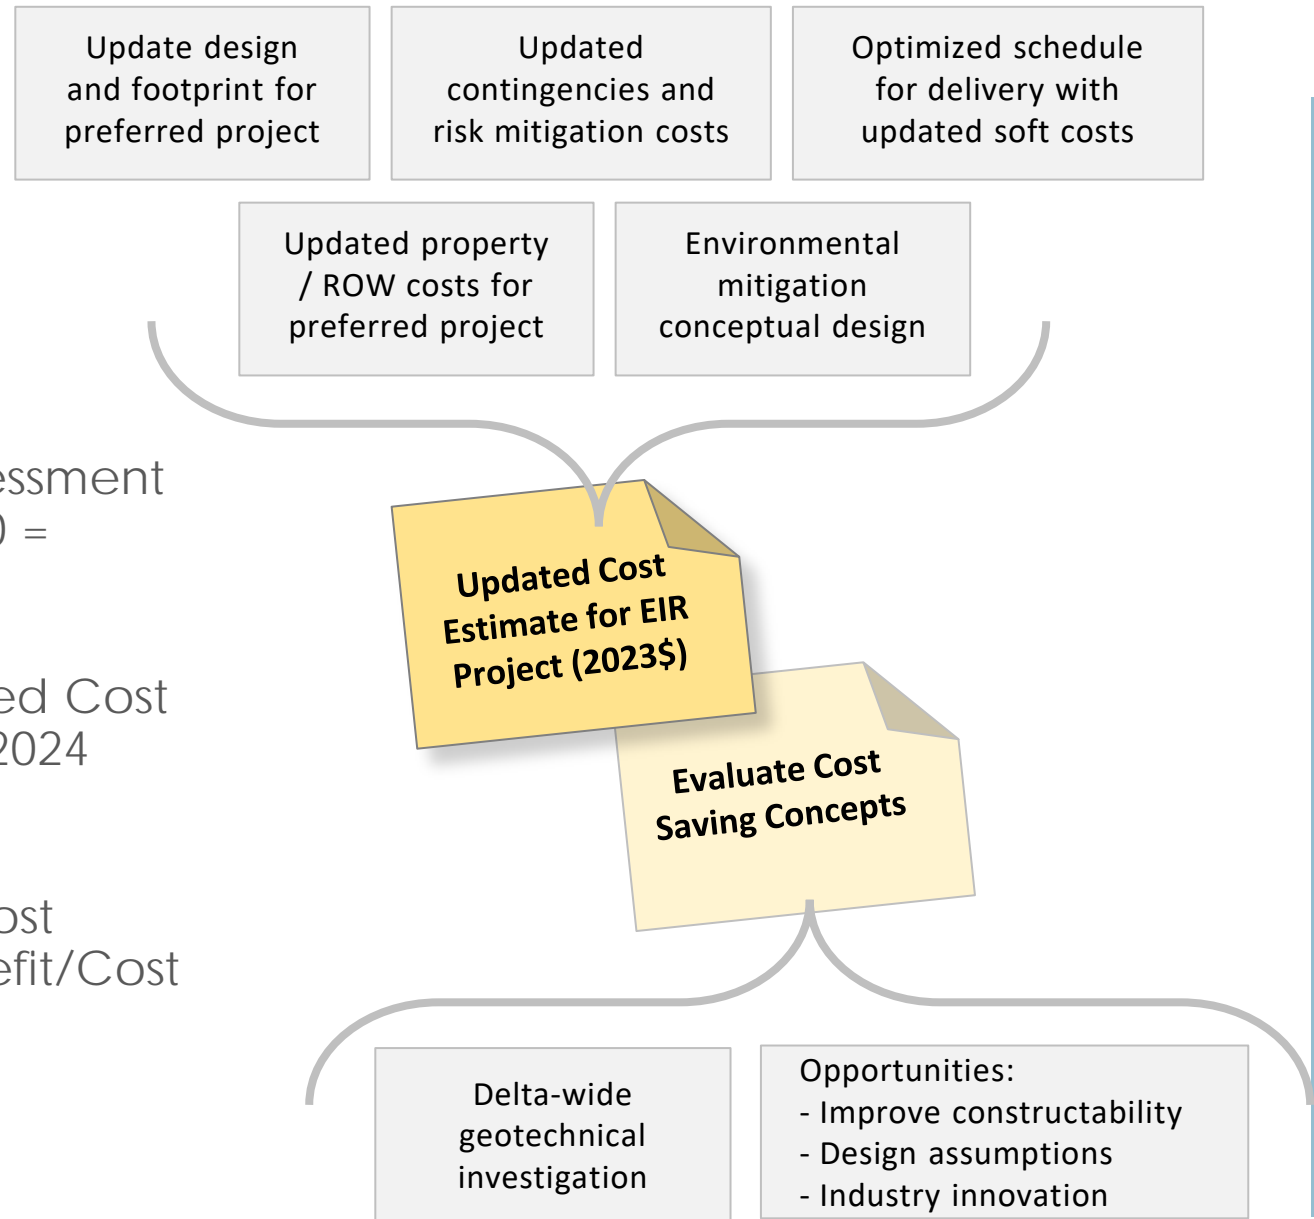 Update design
and footprint for
preferred project
Updated
contingencies and
risk mitigation costs
Optimized schedule
for delivery with
updated soft costs
Updated property
/ ROW costs for
preferred project
Environmental
mitigation
conceptual design
essment
0 =
ed Cost
2024
ost
efit/Cost
Updated Cost
Estimate for EIR
Project (2023$)
Evaluate Cost
Saving Concepts
Delta-wide
geotechnical
investigation
Opportunities:
- Improve constructability
- Design assumptions
- Industry innovation